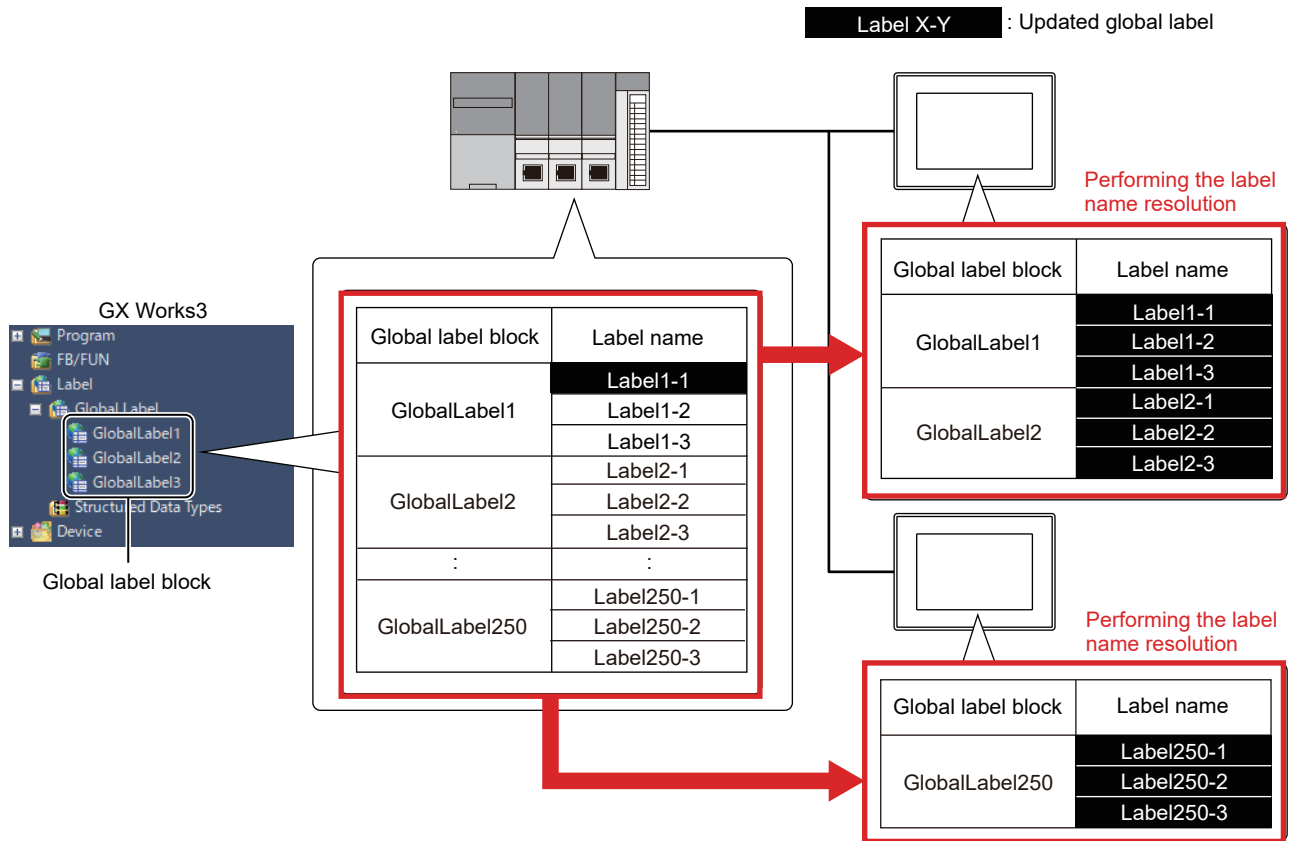 Label X-Y : Updated global label
Performing the label
name resolution
GX Works3
Program
FB/FUN
Label
Global Label
GlobalLabel1
GlobalLabel2
GlobalLabel3
Structured Data Types
Device
Global label block
Global label block Label name
GlobalLabel1
Label1-1
Label1-2
Label1-3
GlobalLabel2
Label2-1
Label2-2
Label2-3
: :
GlobalLabel250
Label250-1
Label250-2
Label250-3
Global label block Label name
GlobalLabel1
Label1-1
Label1-2
Label1-3
GlobalLabel2
Label2-1
Label2-2
Label2-3
Performing the label
name resolution
Global label block Label name
GlobalLabel250
Label250-1
Label250-2
Label250-3